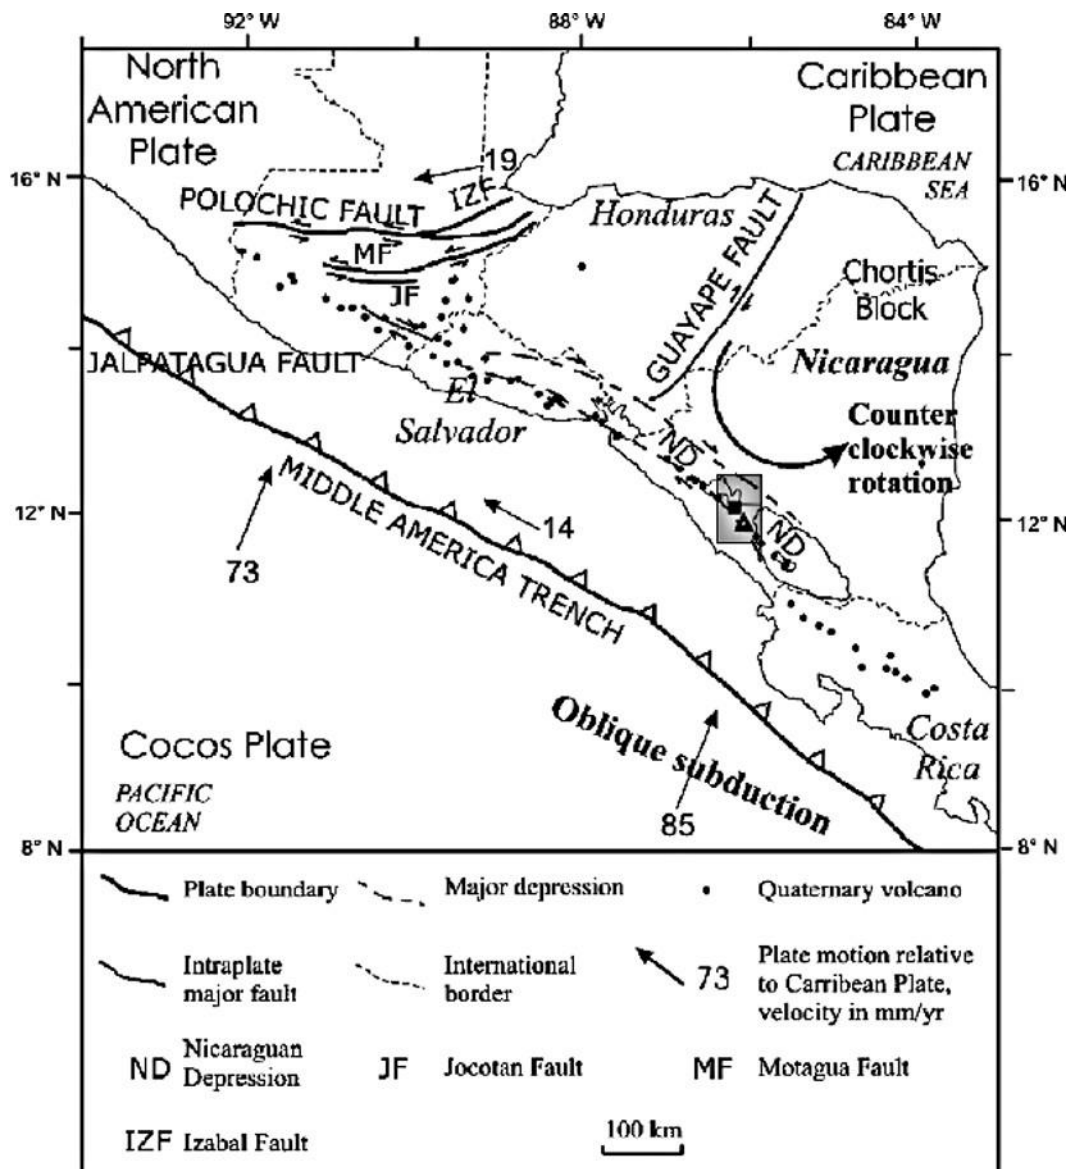 92° W
88° W
84° W
North
American
Plate
Caribbean
Plate
CARIBBEAN
SEA
16° N
16° N
19
IZF
POLOCHIC FAULT
Honduras
MF
JF
GUAYAPE FAULT
Chortis
Block
JALPATAGUA FAULT
El
Salvador
Nicaragua
Counter
clockwise
rotation
ND
ND
12° N
12° N
73
14
MIDDLE AMERICA TRENCH
Oblique subduction
85
Cocos Plate
PACIFIC
OCEAN
Costa
Rica
8° N
8° N
Plate boundary
Major depression
Quaternary volcano
Intraplate
major fault
International
border
73
Plate motion relative
to Carribean Plate,
velocity in mm/yr
ND
Nicaraguan
Depression
JF
Jocotan Fault
MF
Motagua Fault
IZF
Izabal Fault
100 km